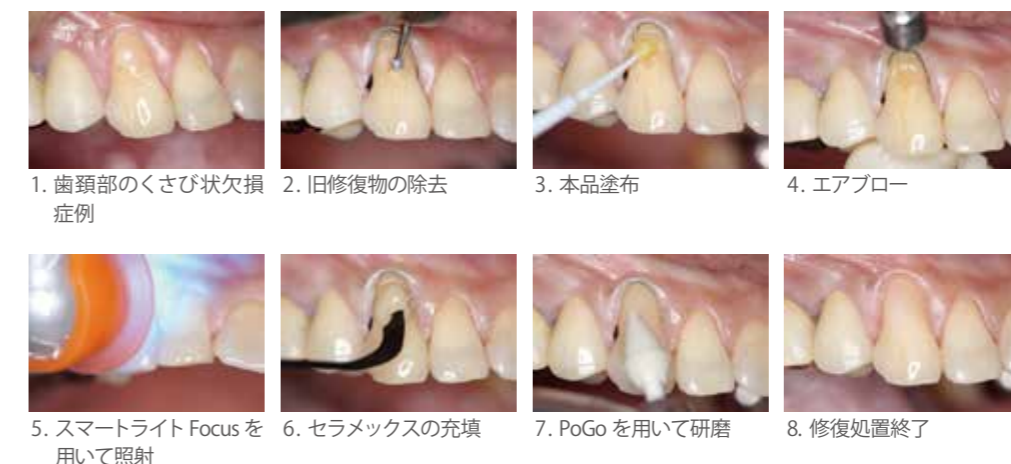 1. 歯頚部のくさび状欠損
症例
2. 旧修復物の除去
3. 本品塗布
4. エアブロー
5. スマートライト Focus を
用いて照射
6. セラメックスの充填
7. PoGo を用いて研磨
8. 修復処置終了